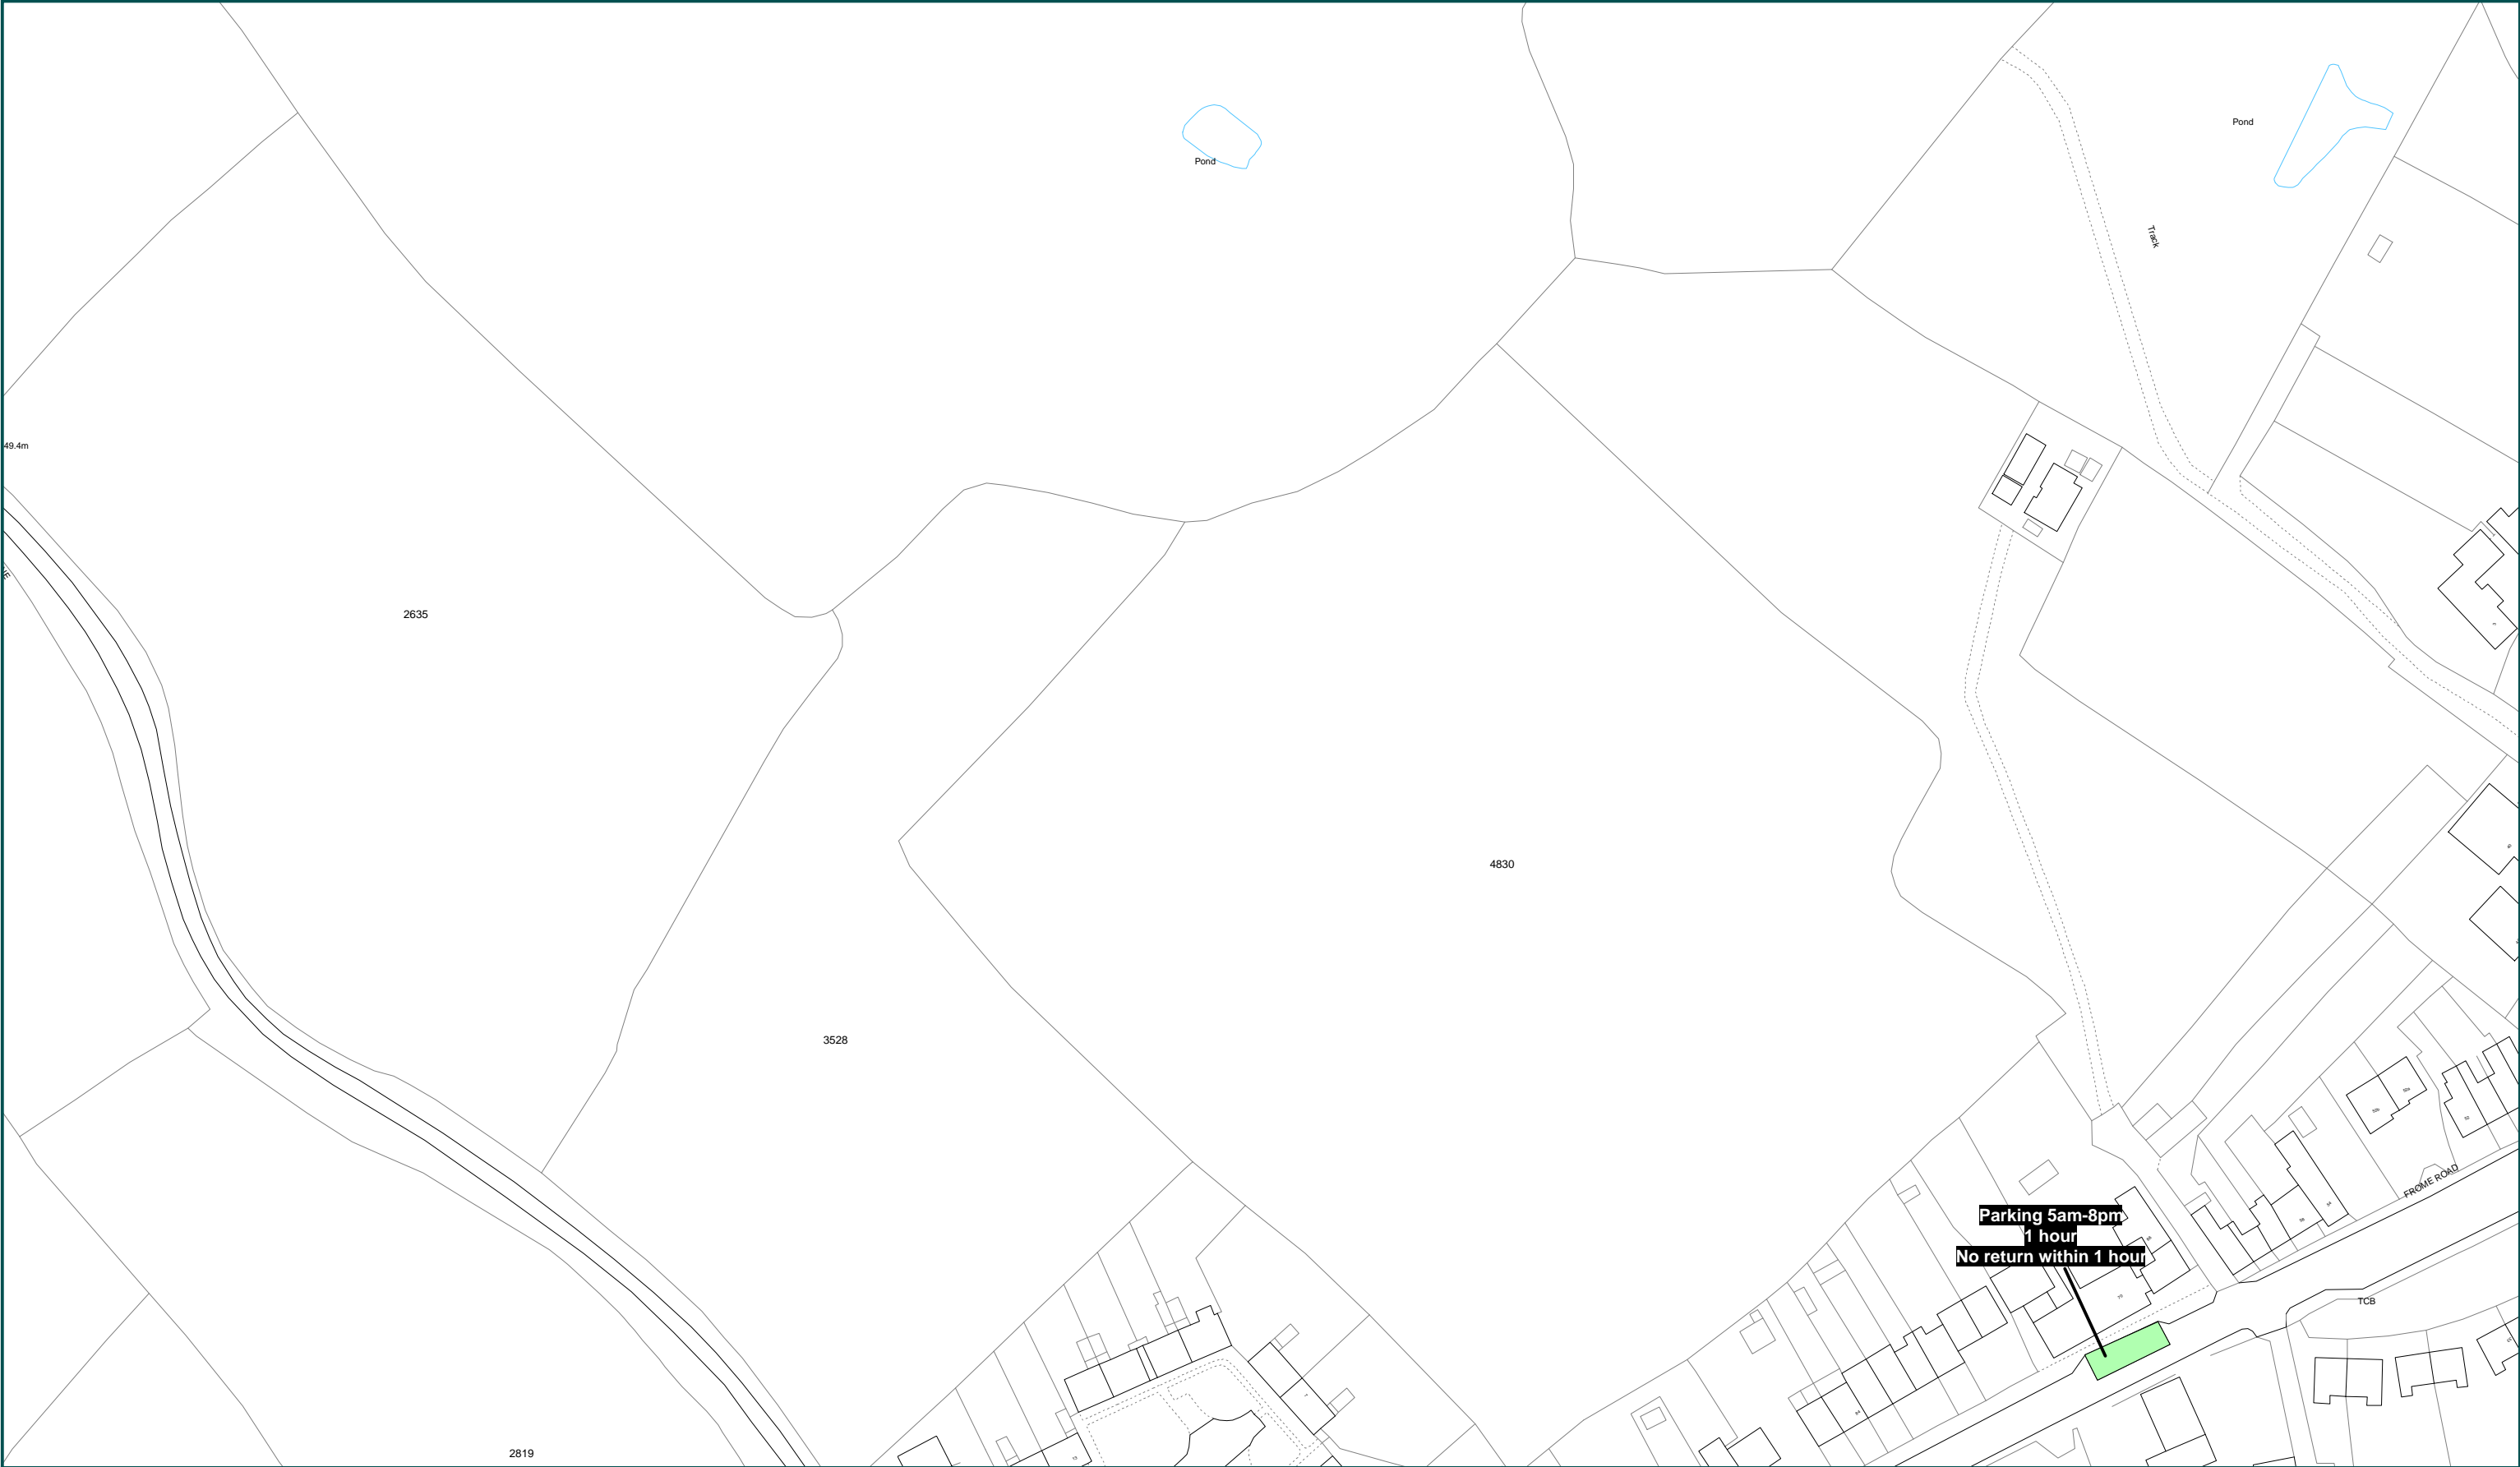 Pond
Pond
Track
49.4m
2635
4830
3528
FROME ROAD
Parking 5am-8pm
1 hour
No return within 1 hour
TCB
2819